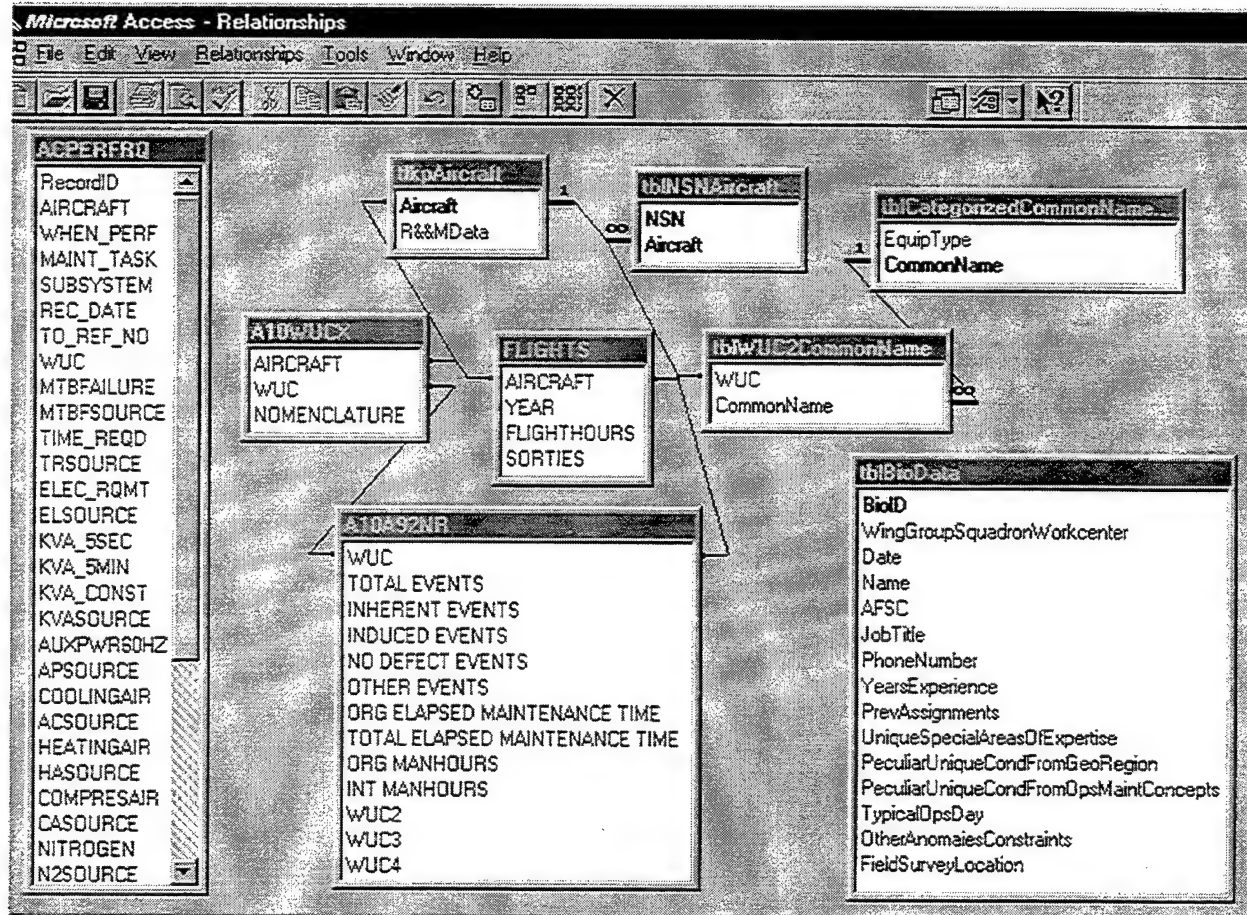 Microsoft Access - Relationships
File Edit View Relationships Tools Window Help
ACPERFRQ
RecordID
AIRCRAFT
WHEN_PERF
MAINT_TASK
SUBSYSTEM
REC_DATE
TO_REF_NO
WUC
MTBFAILURE
MTBFSOURCE
TIME_REQD
TRSOURCE
ELEC_RQMT
ELSOURCE
KVA_5SEC
KVA_5MIN
KVA_CONST
KVASOURCE
AUXPWR60HZ
APSOURCE
COOLINGAIR
ACSOURCE
HEATINGAIR
HASOURCE
COMPRESAIR
CASOURCE
NITROGEN
N2SOURCE
tlkpAircraft
Aircraft
R&&MData
1
∞
tblNSNAircraft
NSN
Aircraft
tblCategorizedCommonName...
EquipType
CommonName
1
A10WUCX
AIRCRAFT
WUC
NOMENCLATURE
FLIGHTS
AIRCRAFT
YEAR
FLIGHTHOURS
SORTIES
tblWUC2CommonName
WUC
CommonName
∞
A10A92NR
WUC
TOTAL EVENTS
INHERENT EVENTS
INDUCED EVENTS
NO DEFECT EVENTS
OTHER EVENTS
ORG ELAPSED MAINTENANCE TIME
TOTAL ELAPSED MAINTENANCE TIME
ORG MANHOURS
INT MANHOURS
WUC2
WUC3
WUC4
tblBioData
BioID
WingGroupSquadronWorkcenter
Date
Name
AFSC
JobTitle
PhoneNumber
YearsExperience
PrevAssignments
UniqueSpecialAreasOfExpertise
PeculiarUniqueCondFromGeoRegion
PeculiarUniqueCondFromOpsMaintConcepts
TypicalOpsDay
OtherAnomaiesConstraints
FieldSurveyLocation